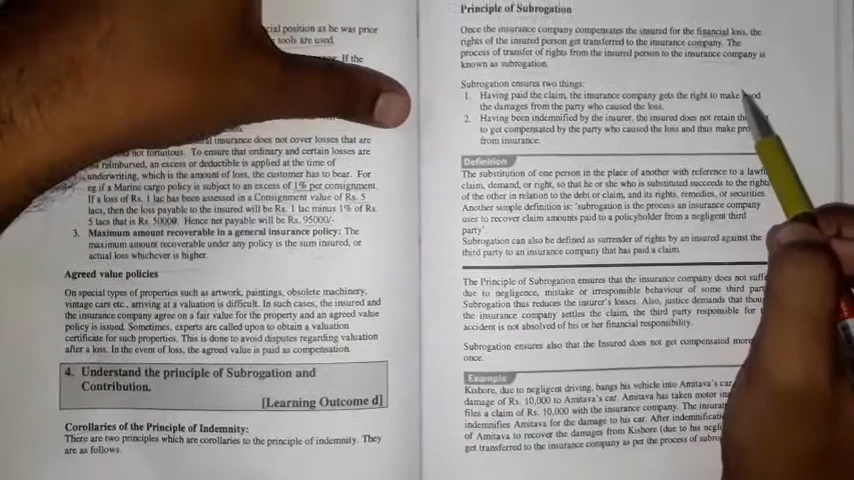 cial position as he was prior
tools are used.
If the
insurance does not cover losses that are
not fortuitous. To ensure that ordinary and certain losses are
reimbursed, an excess or deductible is applied at the time of
underwriting, which is the amount of loss, the customer has to bear. For
eg if a Marine cargo policy is subject to an excess of 1% per consignment.
If a loss of Rs. 1 lac has been assessed in a Consignment value of Rs. 5
lacs, then the loss payable to the insured will be Rs. 1 lac minus 1% of Rs.
5 lacs that is Rs. Hence net payable will be Rs. 95000/-
3. Maximum amount recoverable in a general insurance policy: The
maximum amount recoverable under any policy is the sum insured, or
actual loss whichever is higher.
Agreed value policies
On special types of properties such as artwork, paintings, obsolete machinery,
vintage cars etc., arriving at a valuation is difficult. In such cases, the insured and
the insurance company agree on a fair value for the property and an agreed value
policy is issued. Sometimes, experts are called upon to obtain a valuation
certificate for such properties. This is done to avoid disputes regarding valuation
after a loss. In the event of loss, the agreed value is paid as compensation.
4. Understand the principle of Subrogation and
Contribution.
[Learning Outcome d]
Corollaries of the Principle of Indemnity:
There are two principles which are corollaries to the principle of indemnity. They
are as follows.
Principle of Subrogation
Once the insurance company compensates the insured for the financial loss, the
rights of the insured person get transferred to the insurance company. The
process of transfer of rights from the insured person to the insurance company is
known as subrogation.
Subrogation ensures two things:
1. Having paid the claim, the insurance company gets the right to make
the damages from the party who caused the loss.
2. Having been indemnified by the insurer, the insured does not retain th
to get compensated by the party who caused the loss and thus make pro
from insurance.
Definition
The substitution of one person in the place of another with reference to a lawfu
claim, demand, or right, so that he or she who is substituted succeeds to the right
of the other in relation to the debt or claim, and its rights, remedies, or securities.
Another simple definition is: 'subrogation is the process an insurance company
uses to recover claim amounts paid to a policyholder from a negligent third
party'.
Subrogation can also be defined as surrender of rights by an insured against the
third party to an insurance company that has paid a claim.
The Principle of Subrogation ensures that the insurance company does not suff
due to negligence, mistake or irresponsible behaviour of some third part
Subrogation thus reduces the insurer's losses. Also, justice demands that thou
the insurance company settles the claim, the third party responsible for t
accident is not absolved of his or her financial responsibility.
Subrogation ensures also that the Insured does not get compensated more
once.
Example
Kishore, due to negligent driving, bangs his vehicle into Amitava's car
damage of Rs. 10,000 to Amitava's car. Amitava has taken motor in
files a claim of Rs. 10,000 with the insurance company. The insura
indemnifies Amitava for the damage to his car. After indemnificati
of Amitava to recover the damages from Kishore (due to his negl
get transferred to the insurance company as per the process of subro